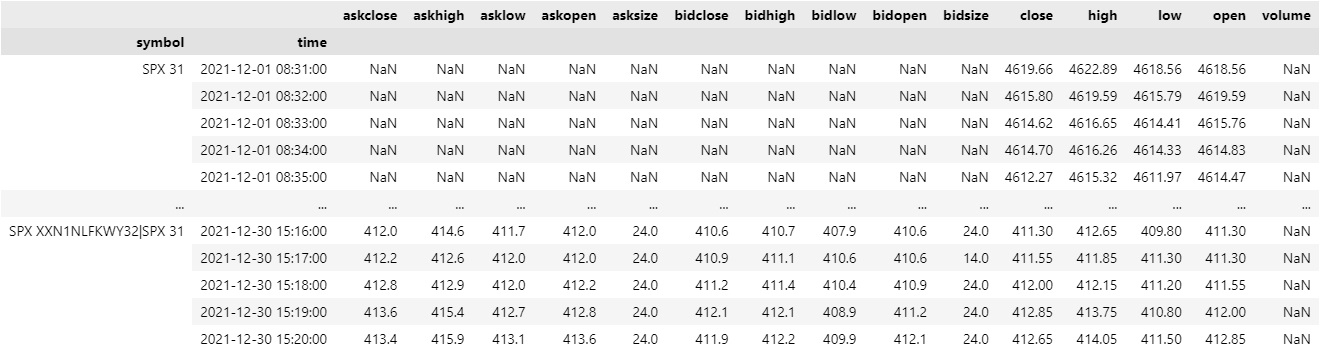 askclose askhigh asklow askopen asksize bidclose bidhigh bidlow bidopen bidsize close high low open volume
symbol time
SPX 31 2021-12-01 08:31:00 NaN NaN NaN NaN NaN NaN NaN NaN NaN NaN 4619.66 4622.89 4618.56 4618.56 NaN
2021-12-01 08:32:00 NaN NaN NaN NaN NaN NaN NaN NaN NaN NaN 4615.80 4619.59 4615.79 4619.59 NaN
2021-12-01 08:33:00 NaN NaN NaN NaN NaN NaN NaN NaN NaN NaN 4614.62 4616.65 4614.41 4615.76 NaN
2021-12-01 08:34:00 NaN NaN NaN NaN NaN NaN NaN NaN NaN NaN 4614.70 4616.26 4614.33 4614.83 NaN
2021-12-01 08:35:00 NaN NaN NaN NaN NaN NaN NaN NaN NaN NaN 4612.27 4615.32 4611.97 4614.47 NaN
... ... ... ... ... ... ... ... ... ... ... ... ... ... ... ... ...
SPX XXN1NLFKWY32|SPX 31 2021-12-30 15:16:00 412.0 414.6 411.7 412.0 24.0 410.6 410.7 407.9 410.6 24.0 411.30 412.65 409.80 411.30 NaN
2021-12-30 15:17:00 412.2 412.6 412.0 412.0 24.0 410.9 411.1 410.6 410.6 14.0 411.55 411.85 411.30 411.30 NaN
2021-12-30 15:18:00 412.8 412.9 412.0 412.2 24.0 411.2 411.4 410.4 410.9 24.0 412.00 412.15 411.20 411.55 NaN
2021-12-30 15:19:00 413.6 415.4 412.7 412.8 24.0 412.1 412.1 408.9 411.2 24.0 412.85 413.75 410.80 412.00 NaN
2021-12-30 15:20:00 413.4 415.9 413.1 413.6 24.0 411.9 412.2 409.9 412.1 24.0 412.65 414.05 411.50 412.85 NaN